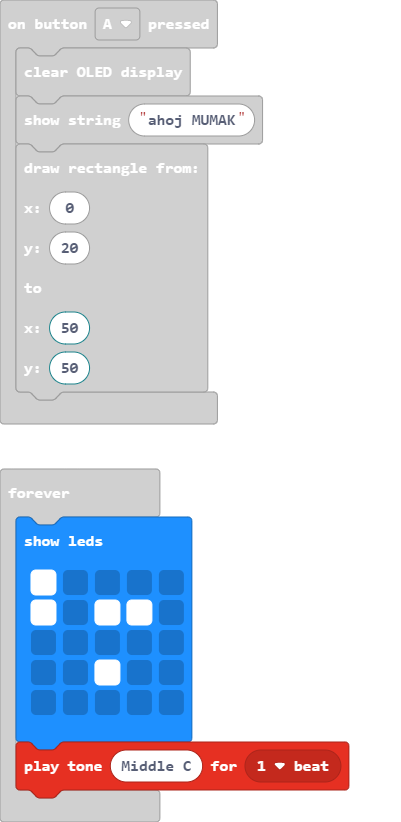 on button A pressed
clear OLED display
show string "ahoj MUMAK"
draw rectangle from:
x: 0
y: 20
to
x: 50
y: 50
forever
show leds
play tone Middle C for 1 beat